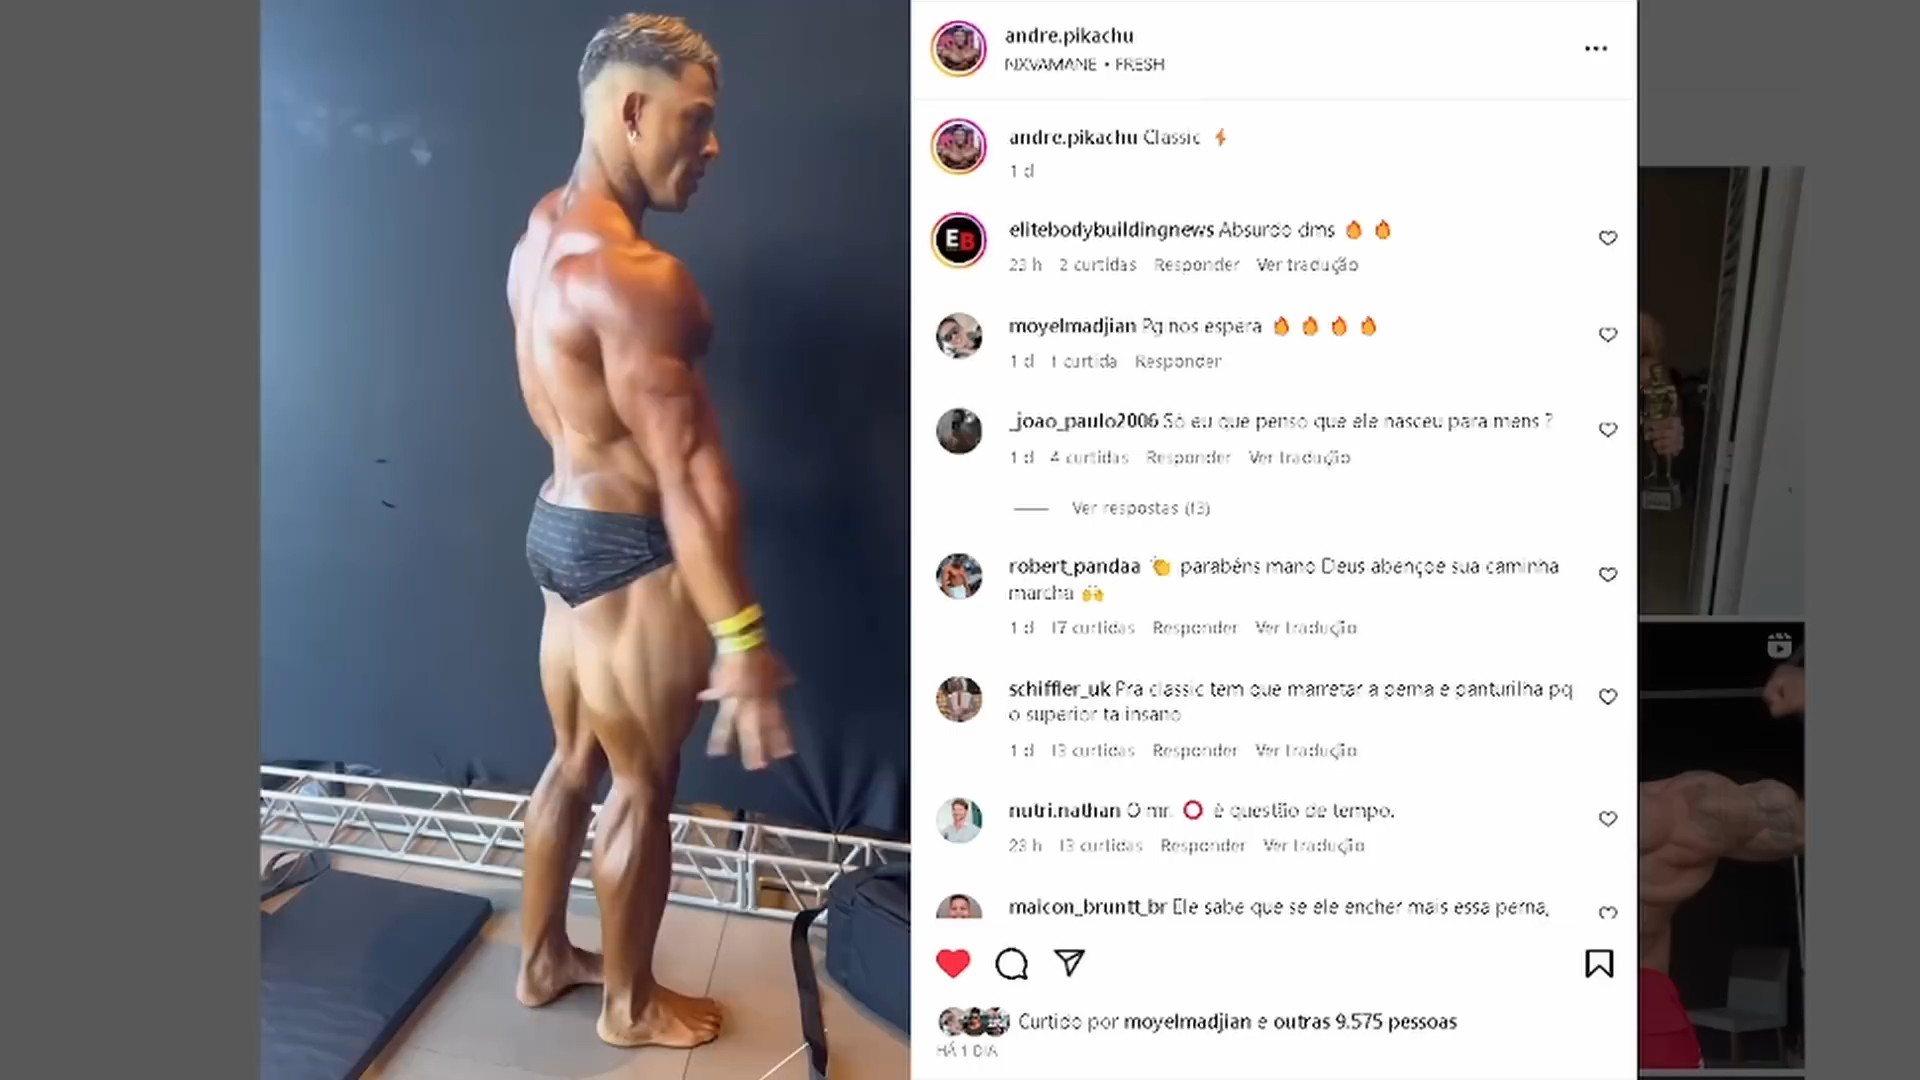 andre.pikachu
NXVAMANE • FRESH
andre.pikachu Classic
1 d
elitebodybuildingnews Absurdo dms
23 h 2 curtidas Responder Ver tradução
moyelmadjian Pg nos espera
1 d 1 curtida Responder
_joao_paulo2006 Só eu que penso que ele nasceu para mens ?
1 d 4 curtidas Responder Ver tradução
Ver respostas (13)
robert_pandaa parabéns mano Deus abençoe sua caminha
marcha
1 d 17 curtidas Responder Ver tradução
schiffler_uk Pra classic tem que marretar a perna e panturilha pq
o superior ta insano
1 d 13 curtidas Responder Ver tradução
EB
nutri.nathan O mr. ⭕ é questão de tempo.
23 h 13 curtidas Responder Ver tradução
maicon_bruntt_br Ele sabe que se ele encher mais essa perna,
Curtido por moyelmadjian e outras 9.575 pessoas
HÁ 1 DIA